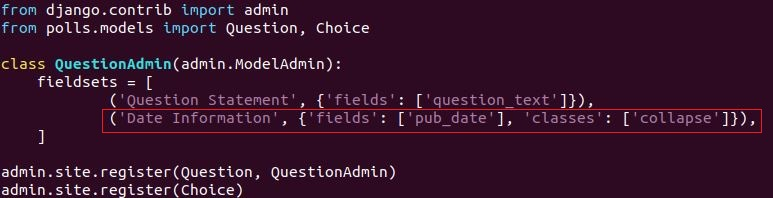 from django.contrib import admin
from polls.models import Question, Choice
class QuestionAdmin(admin.ModelAdmin):
    fieldsets = [
            ('Question Statement', {'fields': ['question_text']}),
            ('Date Information', {'fields': ['pub_date'], 'classes': ['collapse']}),
    ]
admin.site.register(Question, QuestionAdmin)
admin.site.register(Choice)